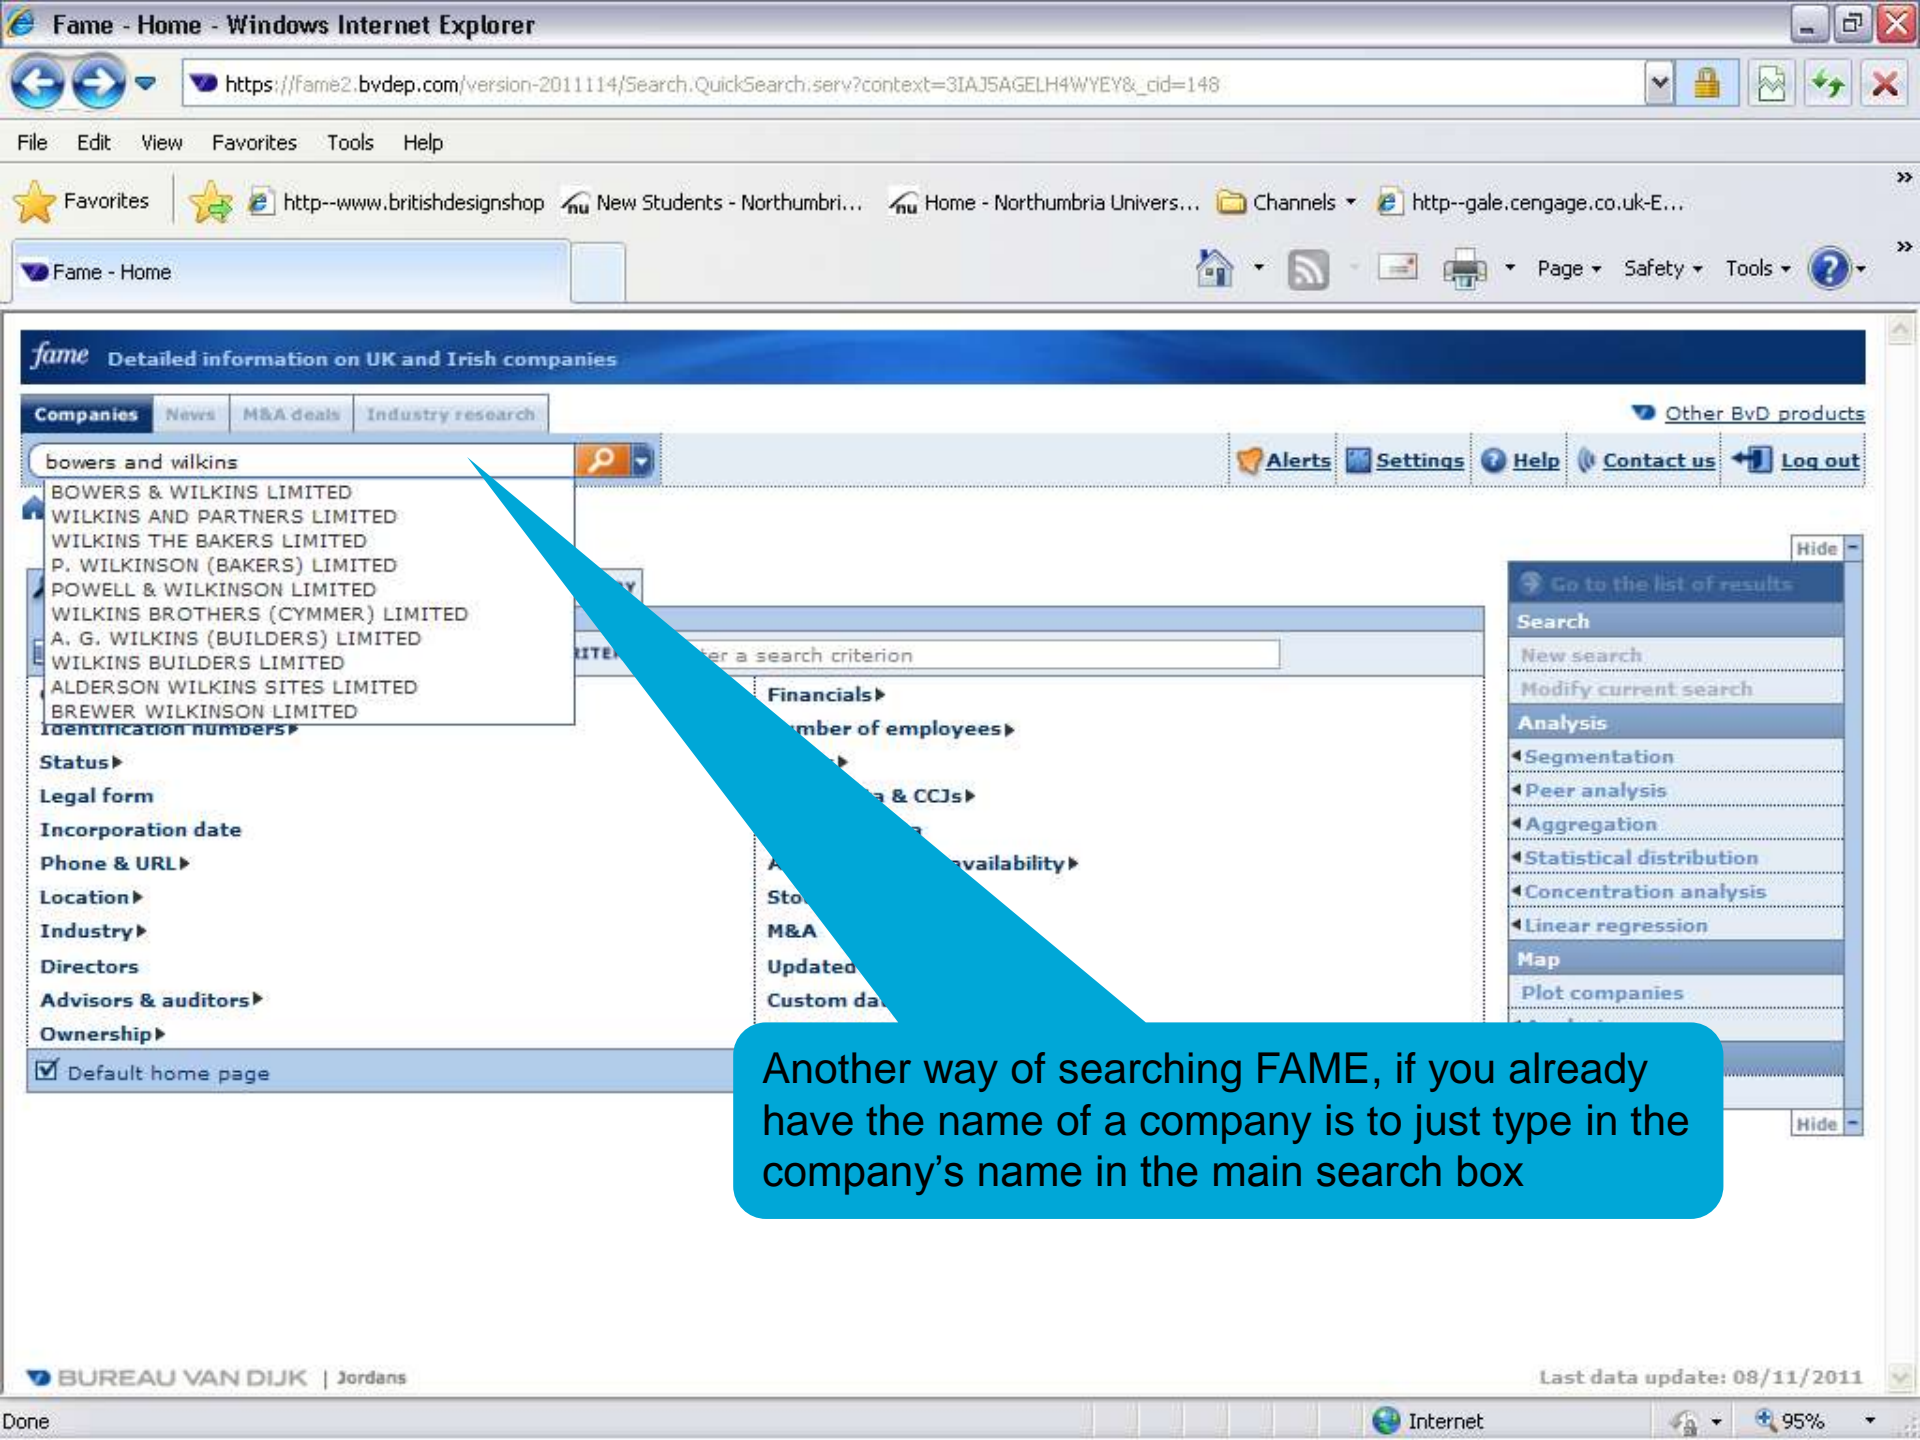 Fame - Home - Windows Internet Explorer
https://fame2.bvdep.com/version-2011114/Search.QuickSearch.serv?context=3IAJ5AGELH4WYEY&_cid=148
File Edit View Favorites Tools Help
Favorites http--www.britishdesignshop New Students - Northumbri... Home - Northumbria Univers... Channels http--gale.cengage.co.uk-E...
Fame - Home
Page Safety Tools
fame Detailed information on UK and Irish companies
Companies News M&A deals Industry research
Other BvD products
bowers and wilkins
Alerts Settings Help Contact us Log out
BOWERS & WILKINS LIMITED
WILKINS AND PARTNERS LIMITED
WILKINS THE BAKERS LIMITED
P. WILKINSON (BAKERS) LIMITED
POWELL & WILKINSON LIMITED
WILKINS BROTHERS (CYMMER) LIMITED
A. G. WILKINS (BUILDERS) LIMITED
WILKINS BUILDERS LIMITED
ALDERSON WILKINS SITES LIMITED
BREWER WILKINSON LIMITED
a search criterion
Identification numbers
Status
Legal form
Incorporation date
Phone & URL
Location
Industry
Directors
Advisors & auditors
Ownership
Default home page
Financials
of employees
& CCJs
M&A
Updated
Custom
Hide
Go to the list of results
Search
New search
Modify current search
Analysis
Segmentation
Peer analysis
Aggregation
Statistical distribution
Concentration analysis
Linear regression
Map
Plot companies
Another way of searching FAME, if you already
have the name of a company is to just type in the
company’s name in the main search box
Hide
BUREAU VAN DIJK | Jordans
Last data update: 08/11/2011
Done
Internet
95%